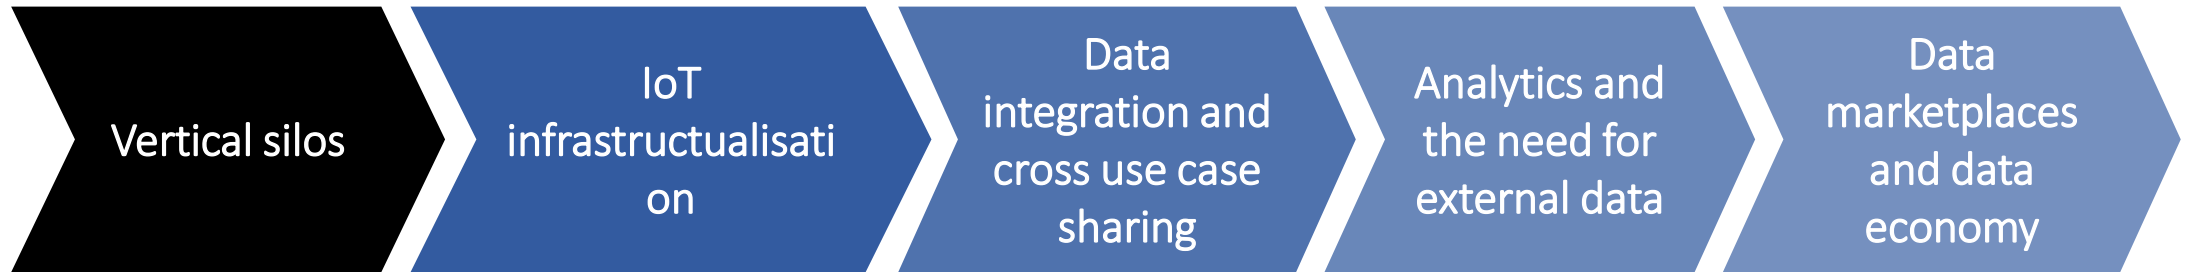 Vertical silos
IoT
infrastructualisati
on
Data
integration and
cross use case
sharing
Analytics and
the need for
external data
Data
marketplaces
and data
economy